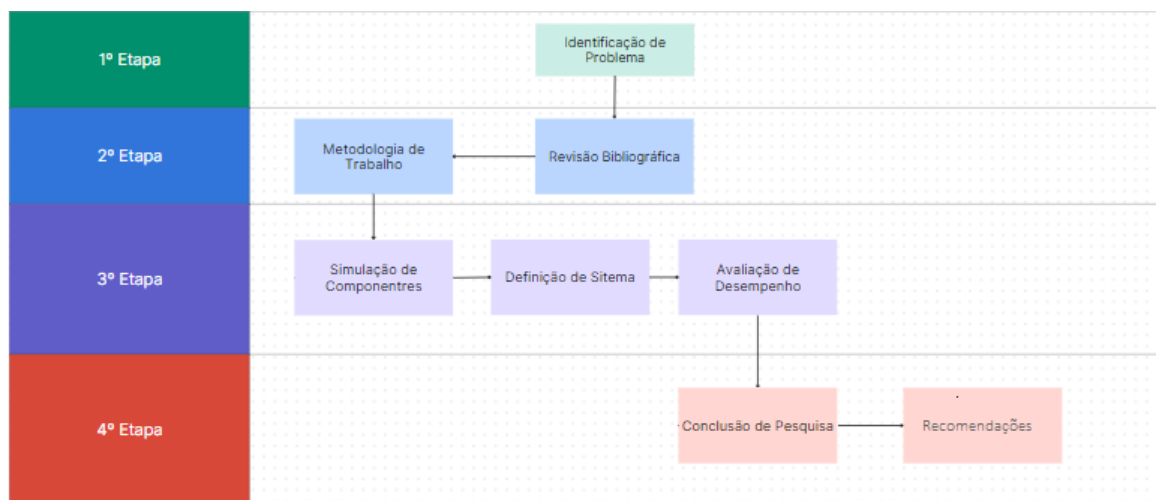 1º Etapa
Identificação de
Problema
2º Etapa
Metodologia de
Trabalho
Revisão Bibliográfica
3º Etapa
Simulação de
Componentres
Definição de Sitema
Avaliação de
Desempenho
4º Etapa
Conclusão de Pesquisa
Recomendações